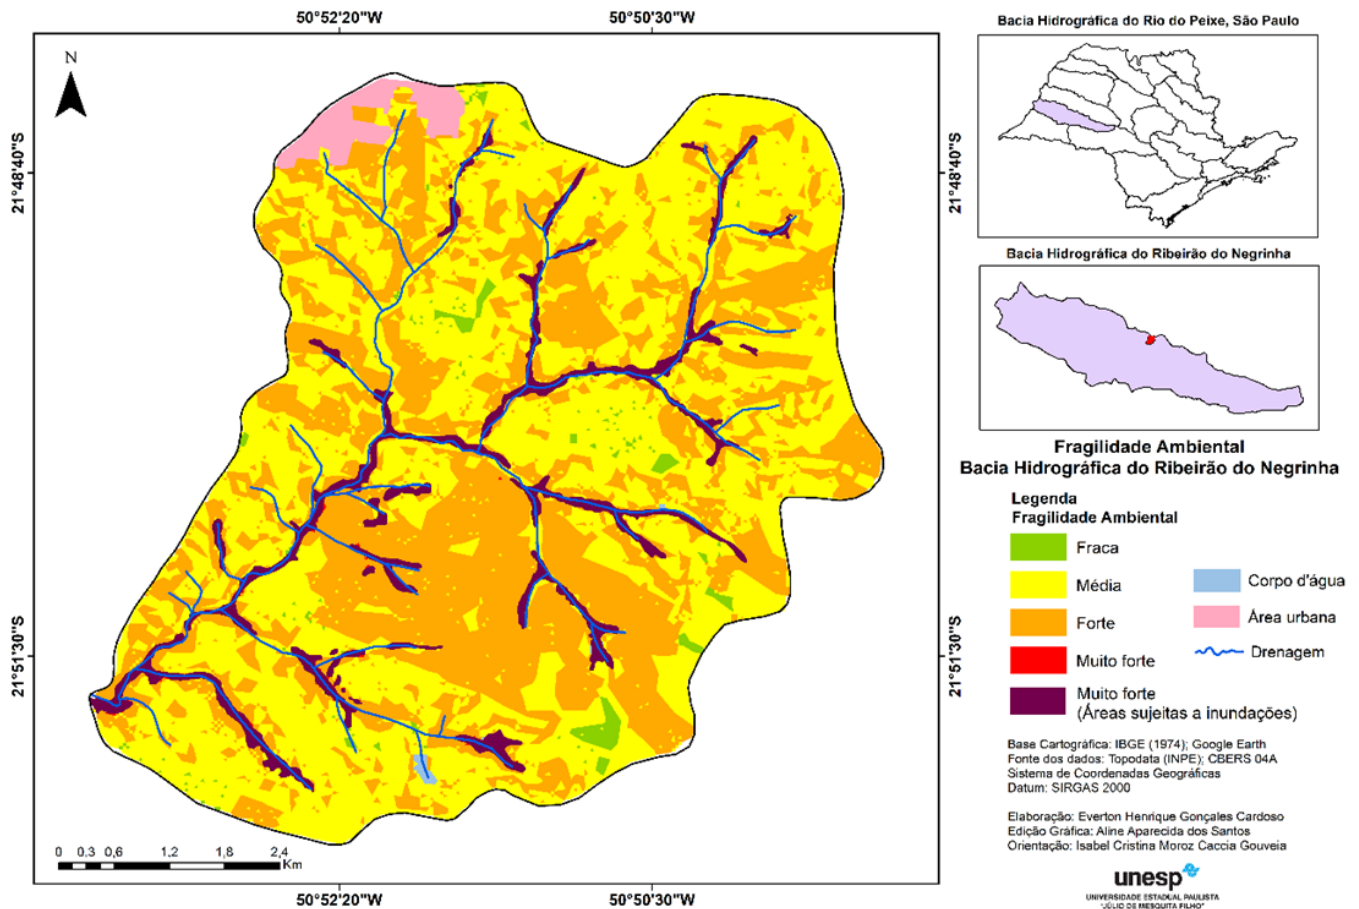 50°52'20"W
50°50'30"W
N
21°48'40"S
21°48'40"S
21°51'30"S
21°51'30"S
0 0,3 0,6 1,2 1,8 2,4
Km
50°52'20"W
50°50'30"W
Bacia Hidrográfica do Rio do Peixe, São Paulo
Bacia Hidrográfica do Ribeirão do Negrinha
Fragilidade Ambiental
Bacia Hidrográfica do Ribeirão do Negrinha
Legenda
Fragilidade Ambiental
Fraca
Média
Forte
Muito forte
Muito forte
(Áreas sujeitas a inundações)
Corpo d'água
Área urbana
Drenagem
Base Cartográfica: IBGE (1974); Google Earth
Fonte dos dados: Topodata (INPE); CBERS 04A
Sistema de Coordenadas Geográficas
Datum: SIRGAS 2000
Elaboração: Everton Henrique Gonçales Cardoso
Edição Gráfica: Aline Aparecida dos Santos
Orientação: Isabel Cristina Moroz Caccia Gouveia
unesp
UNIVERSIDADE ESTADUAL PAULISTA
"JÚLIO DE MESQUITA FILHO"